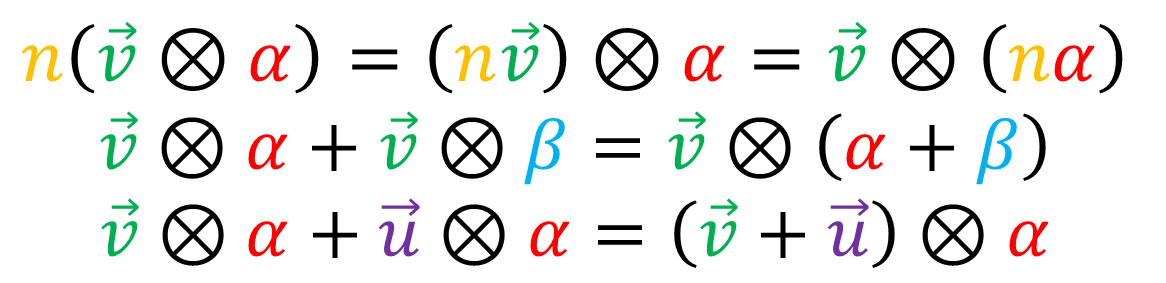 n(v⃗ ⊗ α) = (nv⃗) ⊗ α = v⃗ ⊗ (nα)
v⃗ ⊗ α + v⃗ ⊗ β = v⃗ ⊗ (α + β)
v⃗ ⊗ α + u⃗ ⊗ α = (v⃗ + u⃗) ⊗ α